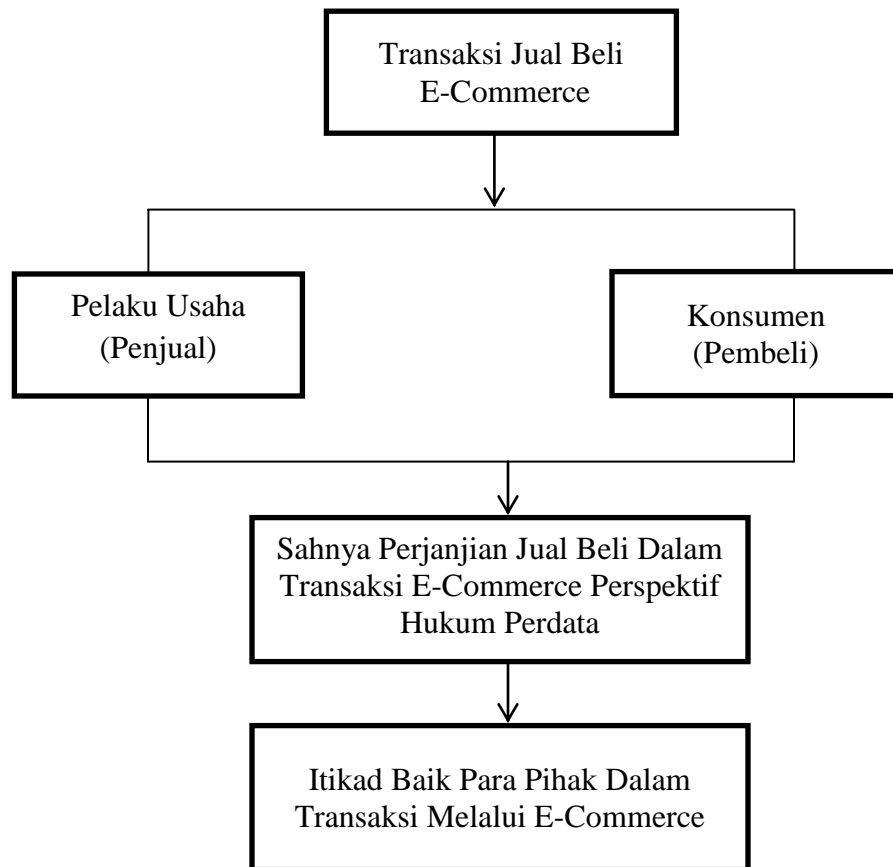 Transaksi Jual Beli
E-Commerce
Pelaku Usaha
(Penjual)
Konsumen
(Pembeli)
Sahnya Perjanjian Jual Beli Dalam
Transaksi E-Commerce Perspektif
Hukum Perdata
Itikad Baik Para Pihak Dalam
Transaksi Melalui E-Commerce